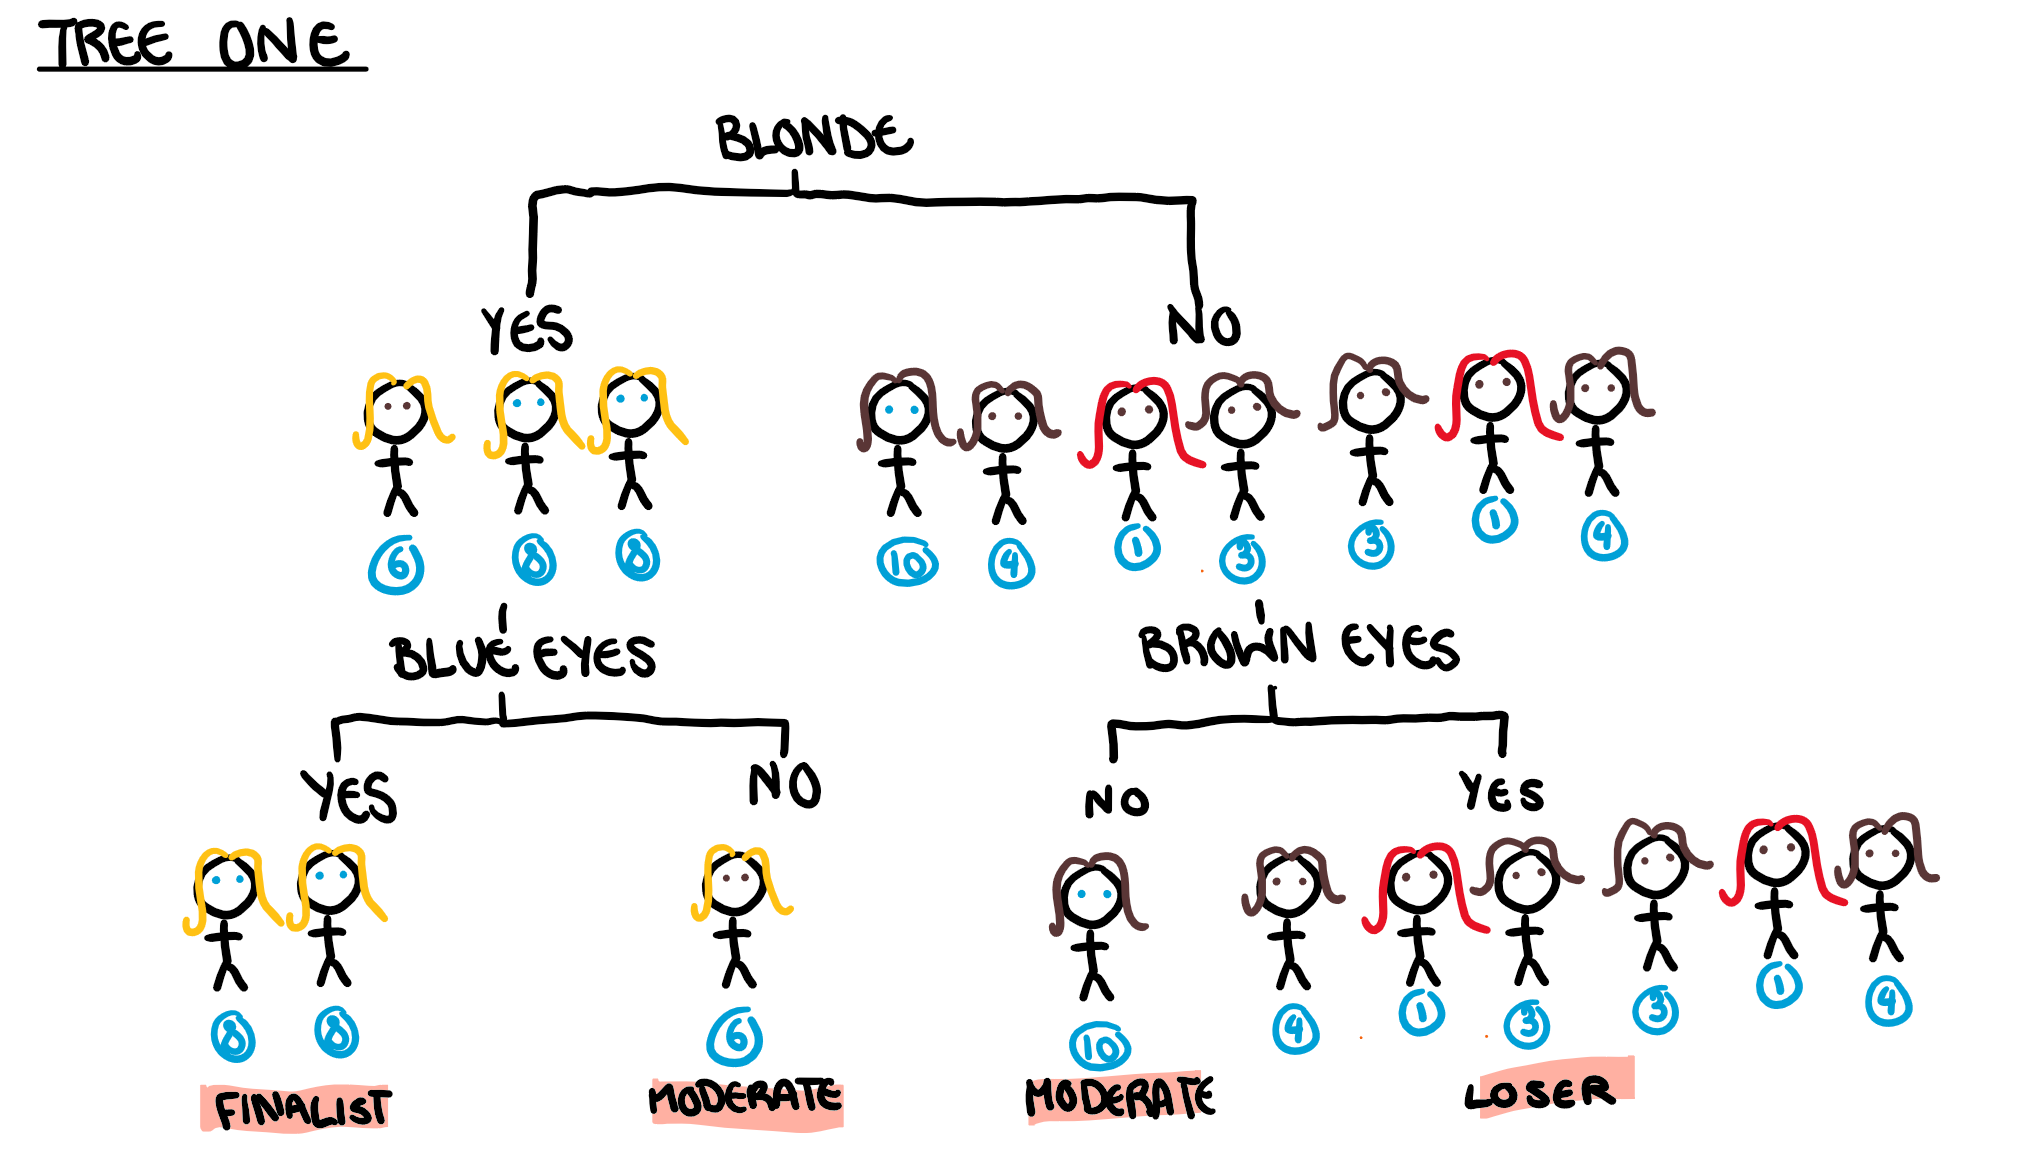 TREE ONE
BLONDE
YES
NO
6 8 8 10 4 1 3 3 1 4
BLUE EYES
BROWN EYES
YES
NO
NO
YES
8 8 6 10 4 1 3 3 1 4
FINALIST
MODERATE
MODERATE
LOSER